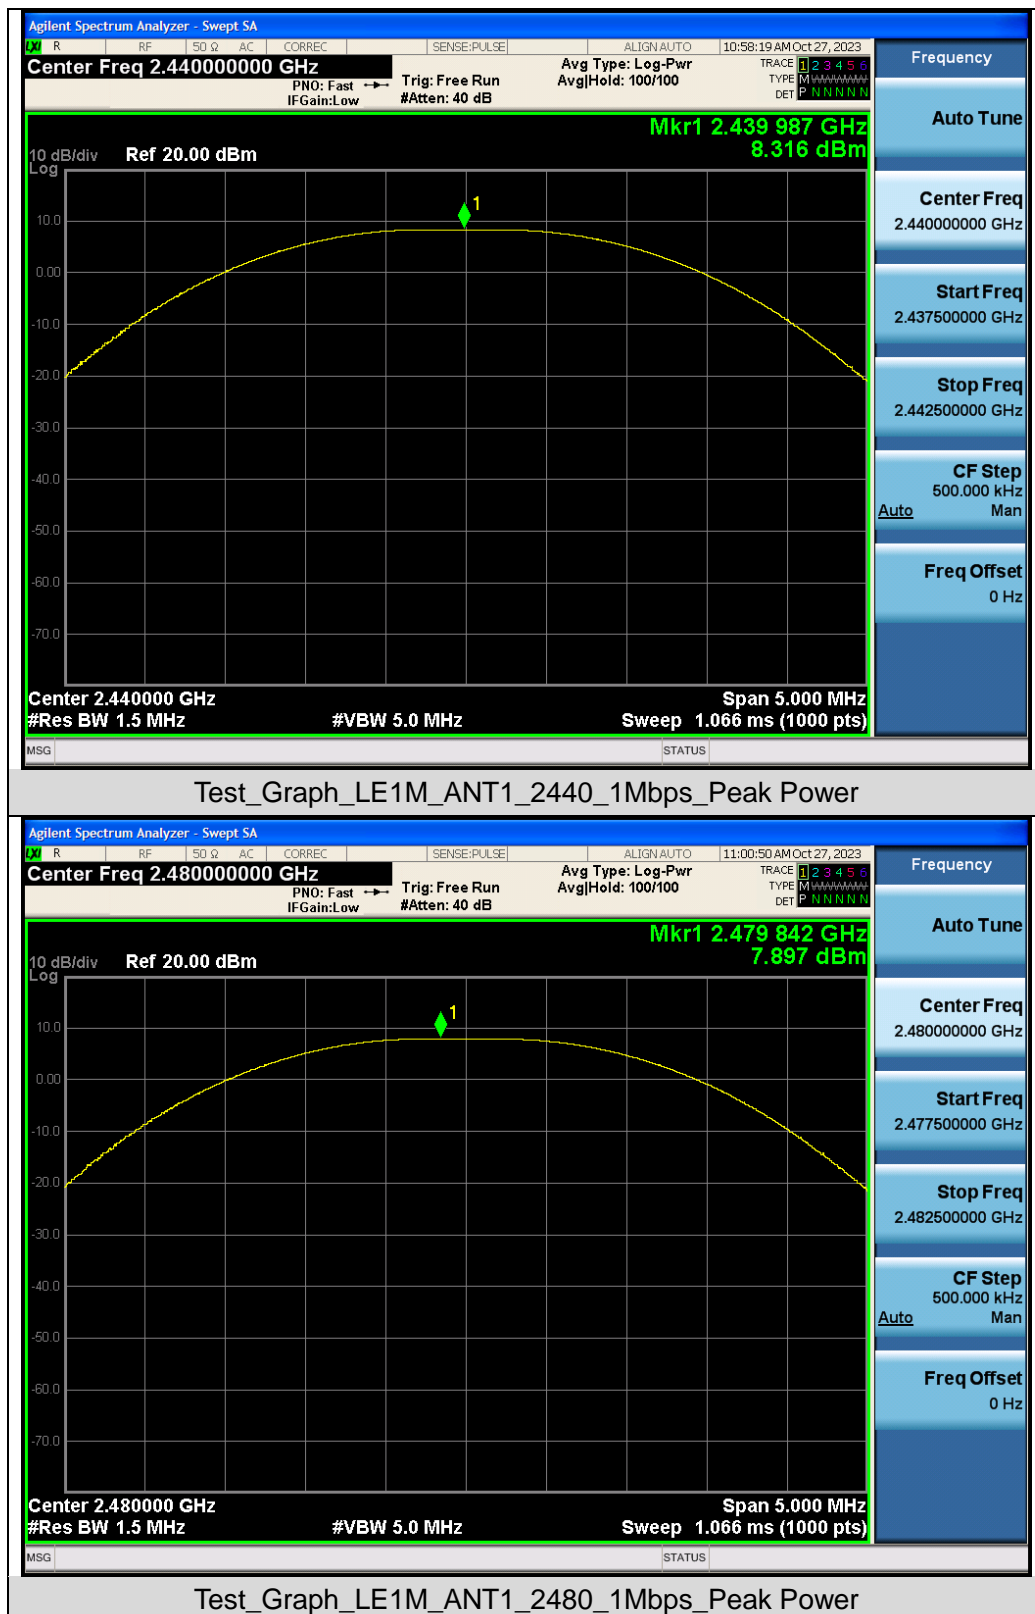 Agilent Spectrum Analyzer - Swept SA
LXI R RF 50 Ω AC CORREC SENSE:PULSE ALIGN AUTO 10:58:19 AM Oct 27, 2023
Center Freq 2.440000000 GHz
PNO: Fast
IFGain:Low
Trig: Free Run
#Atten: 40 dB
Avg Type: Log-Pwr
Avg|Hold: 100/100
TRACE 1 2 3 4 5 6
TYPE M WWWWW
DET P N N N N N
Mkr1 2.439 987 GHz
8.316 dBm
10 dB/div Ref 20.00 dBm
Log
1
10.0
0.00
-10.0
-20.0
-30.0
-40.0
-50.0
-60.0
-70.0
Center 2.440000 GHz Span 5.000 MHz
#Res BW 1.5 MHz #VBW 5.0 MHz Sweep 1.066 ms (1000 pts)
MSG STATUS
Frequency
Auto Tune
Center Freq
2.440000000 GHz
Start Freq
2.437500000 GHz
Stop Freq
2.442500000 GHz
CF Step
500.000 kHz
Auto Man
Freq Offset
0 Hz
Test_Graph_LE1M_ANT1_2440_1Mbps_Peak Power
Agilent Spectrum Analyzer - Swept SA
LXI R RF 50 Ω AC CORREC SENSE:PULSE ALIGN AUTO 11:00:50 AM Oct 27, 2023
Center Freq 2.480000000 GHz
PNO: Fast
IFGain:Low
Trig: Free Run
#Atten: 40 dB
Avg Type: Log-Pwr
Avg|Hold: 100/100
TRACE 1 2 3 4 5 6
TYPE M WWWWW
DET P N N N N N
Mkr1 2.479 842 GHz
7.897 dBm
10 dB/div Ref 20.00 dBm
Log
1
10.0
0.00
-10.0
-20.0
-30.0
-40.0
-50.0
-60.0
-70.0
Center 2.480000 GHz Span 5.000 MHz
#Res BW 1.5 MHz #VBW 5.0 MHz Sweep 1.066 ms (1000 pts)
MSG STATUS
Frequency
Auto Tune
Center Freq
2.480000000 GHz
Start Freq
2.477500000 GHz
Stop Freq
2.482500000 GHz
CF Step
500.000 kHz
Auto Man
Freq Offset
0 Hz
Test_Graph_LE1M_ANT1_2480_1Mbps_Peak Power